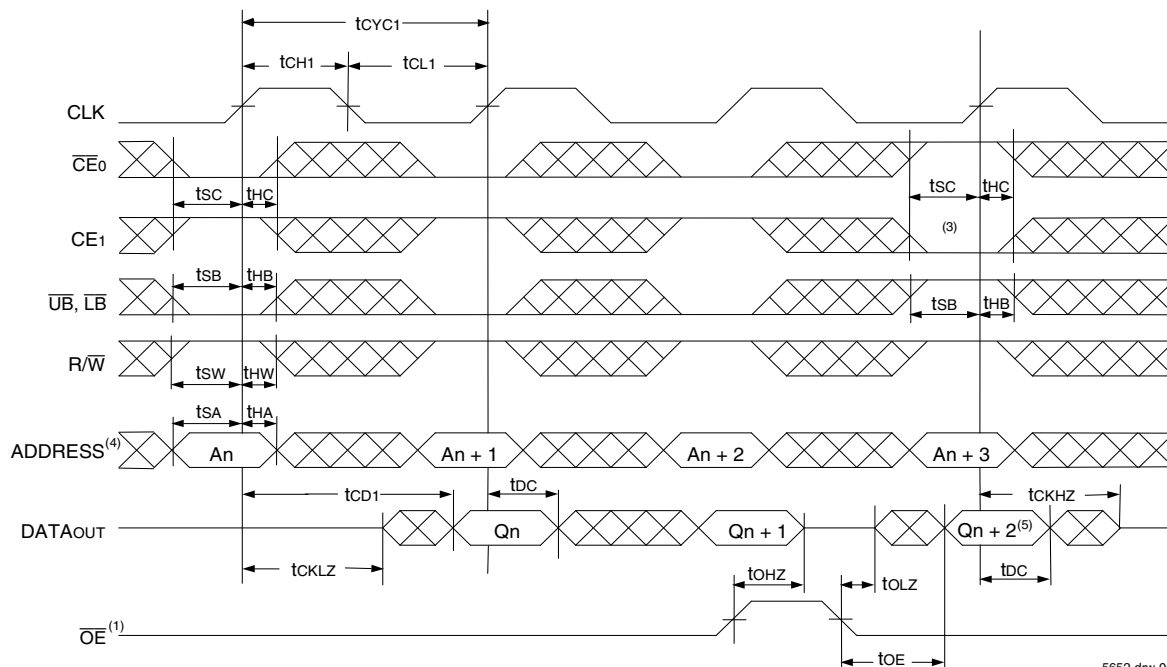 tCYC1
tCH1 tCL1
CLK
CE0
tSC tHC tSC tHC
CE1 (3)
tSB tHB
UB, LB tSB tHB
R/W
tSW tHW
tSA tHA
ADDRESS(4) An An + 1 An + 2 An + 3
tCD1 tDC tCKHZ
DATAOUT Qn Qn + 1 Qn + 2(5)
tCKLZ tOHZ tOLZ tDC
OE(1)
tOE